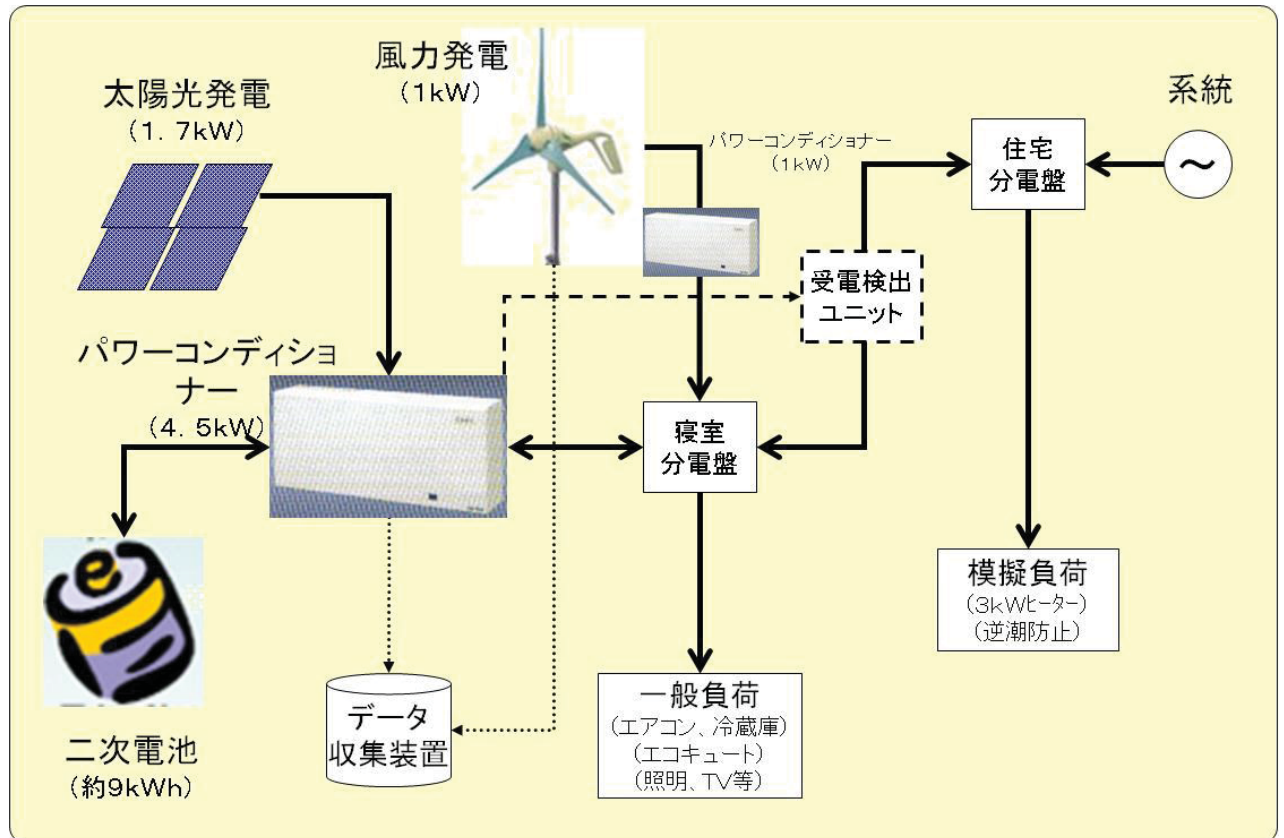 風力発電
(1kW)
太陽光発電
(1．7kW)
系統
パワーコンディショナー
(1kW)
住宅
分電盤
～
受電検出
ユニット
パワーコンディショ
ナー
(4．5kW)
寝室
分電盤
模擬負荷
(3kWヒーター)
(逆潮防止)
一般負荷
(エアコン、冷蔵庫)
(エコキュート)
(照明、TV等)
データ
収集装置
二次電池
(約9kWh)